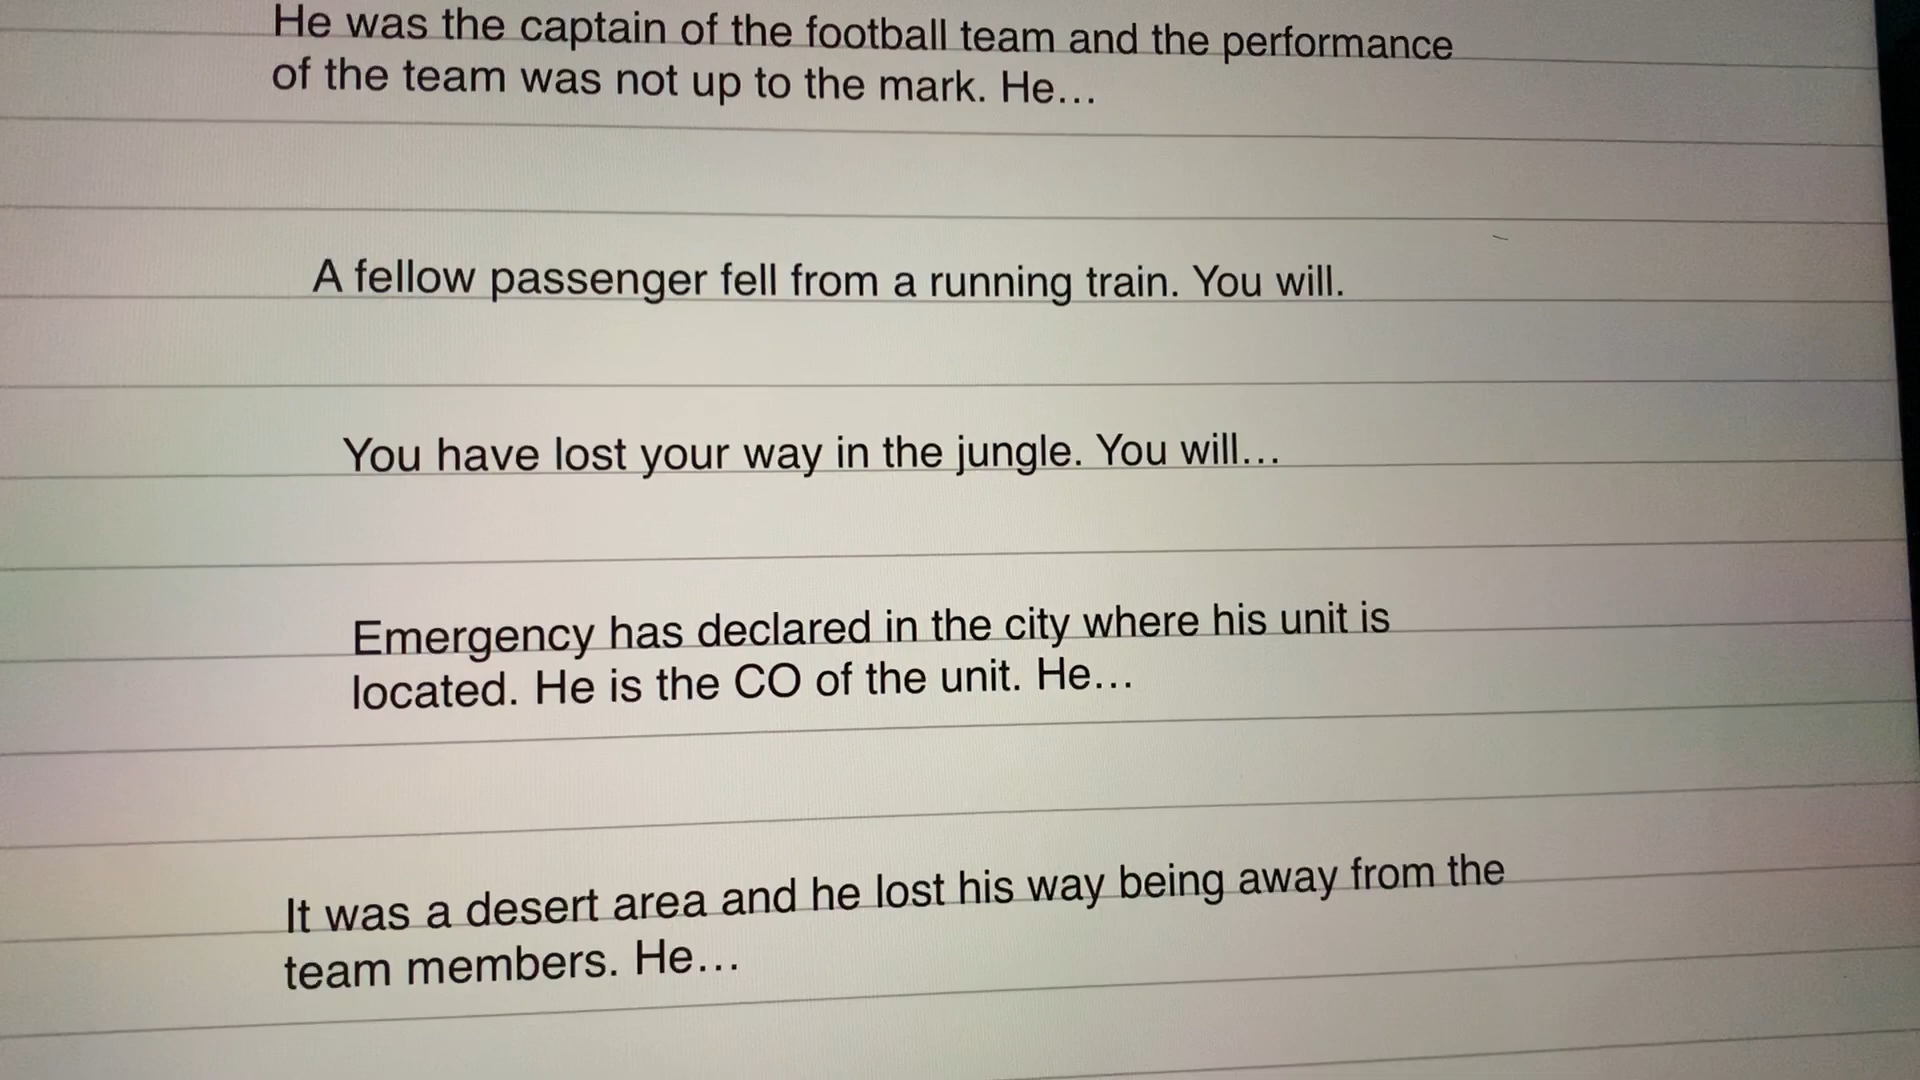 He was the captain of the football team and the performance
of the team was not up to the mark. He...
A fellow passenger fell from a running train. You will.
You have lost your way in the jungle. You will...
Emergency has declared in the city where his unit is
located. He is the CO of the unit. He...
It was a desert area and he lost his way being away from the
team members. He...